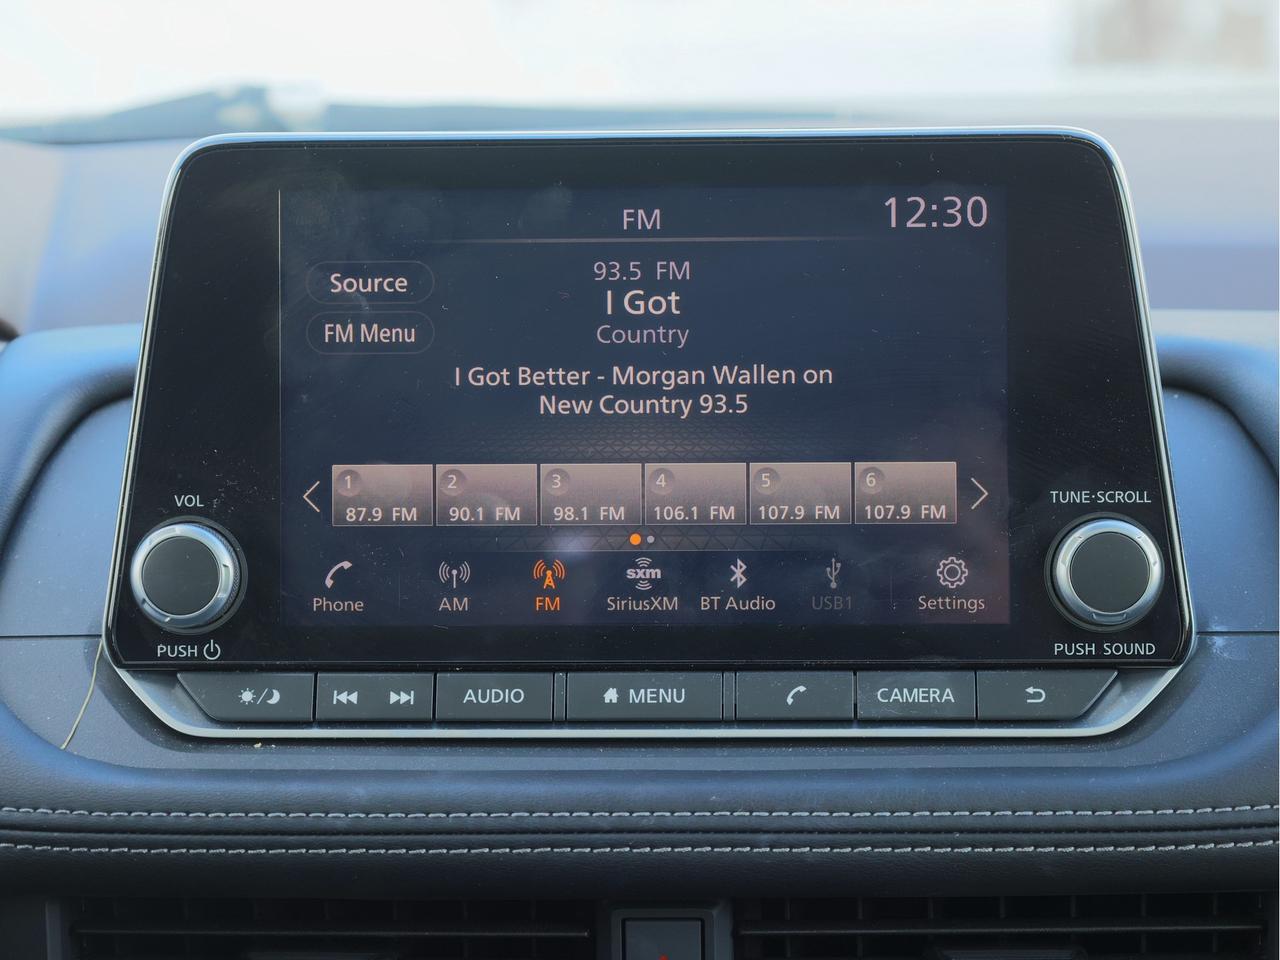 FM
12:30
Source
FM Menu
93.5 FM
I Got
Country
I Got Better - Morgan Wallen on
New Country 93.5
1
87.9 FM
2
90.1 FM
3
98.1 FM
4
106.1 FM
5
107.9 FM
6
107.9 FM
Phone
AM
FM
sxm
SiriusXM
BT Audio
USB1
Settings
VOL
PUSH
TUNE·SCROLL
PUSH SOUND
AUDIO
MENU
CAMERA